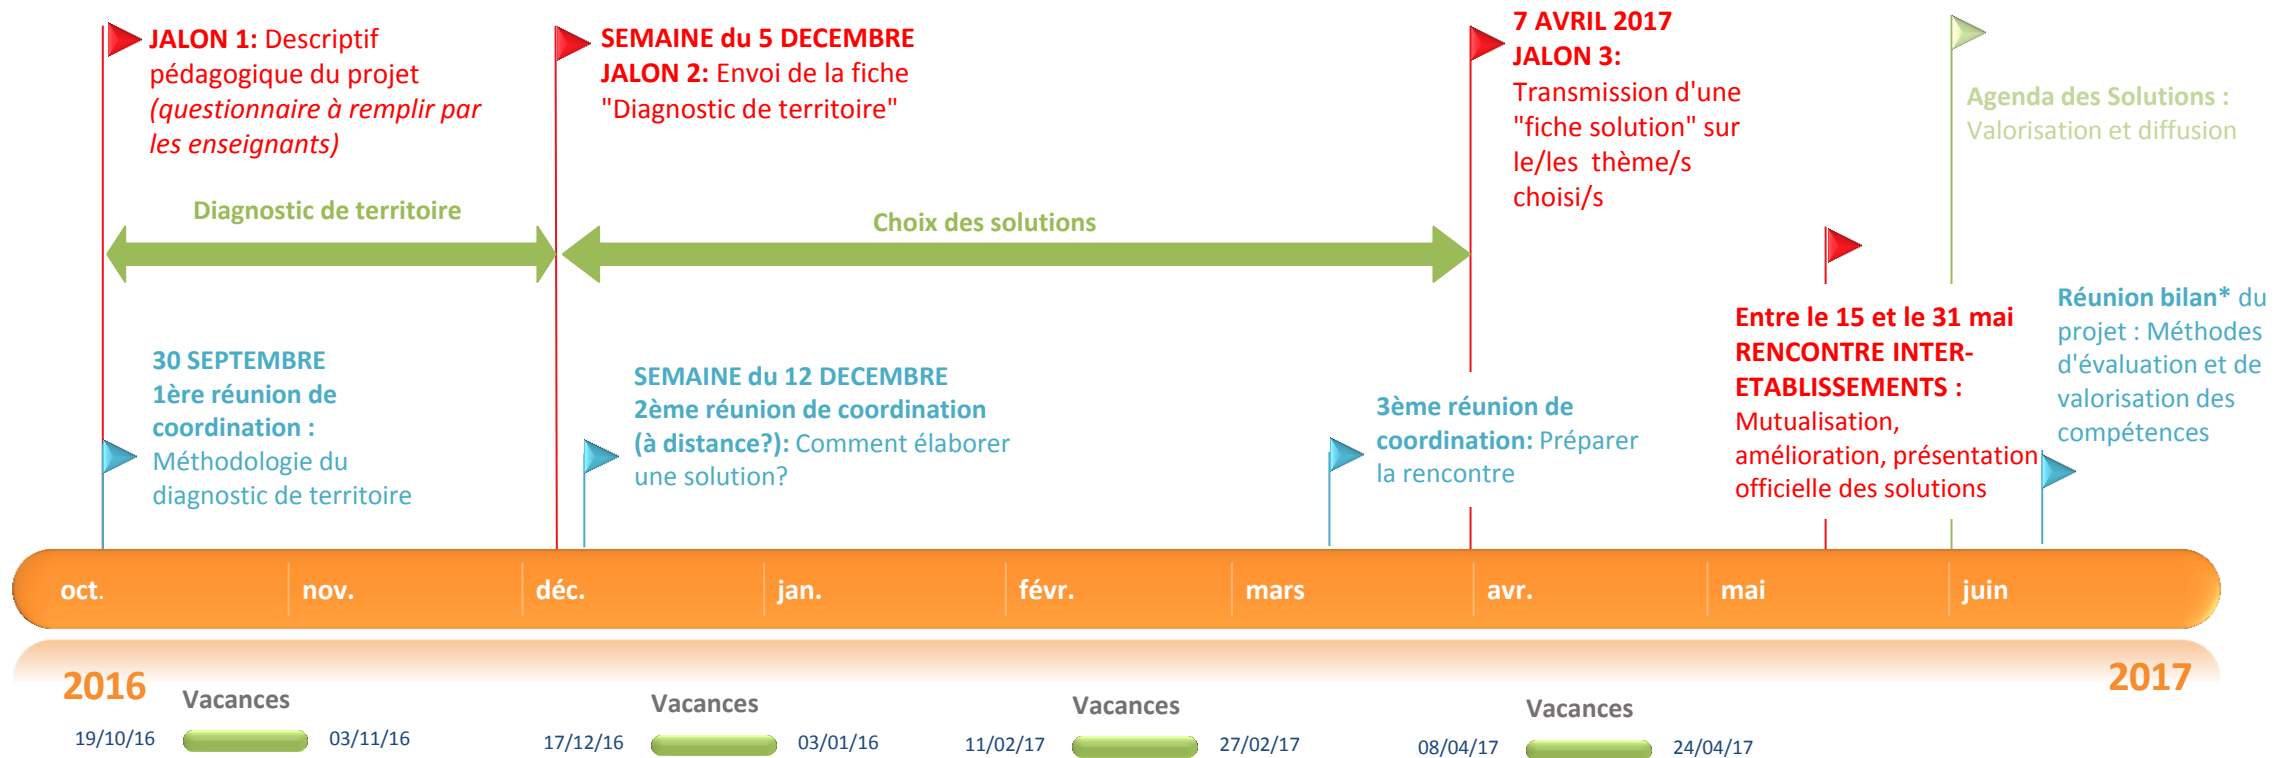 JALON 1: Descriptif
pédagogique du projet
(questionnaire à remplir par
les enseignants)
SEMAINE du 5 DECEMBRE
JALON 2: Envoi de la fiche
"Diagnostic de territoire"
7 AVRIL 2017
JALON 3:
Transmission d'une
"fiche solution" sur
le/les thème/s
choisi/s
Agenda des Solutions :
Valorisation et diffusion
Diagnostic de territoire
Choix des solutions
30 SEPTEMBRE
1ère réunion de
coordination :
Méthodologie du
diagnostic de territoire
SEMAINE du 12 DECEMBRE
2ème réunion de coordination
(à distance?): Comment élaborer
une solution?
3ème réunion de
coordination: Préparer
la rencontre
Entre le 15 et le 31 mai
RENCONTRE INTER-
ETABLISSEMENTS :
Mutualisation,
amélioration, présentation
officielle des solutions
Réunion bilan* du
projet : Méthodes
d'évaluation et de
valorisation des
compétences
oct. nov. déc. jan. févr. mars avr. mai juin
2016 2017
Vacances Vacances Vacances Vacances
19/10/16 03/11/16 17/12/16 03/01/16 11/02/17 27/02/17 08/04/17 24/04/17